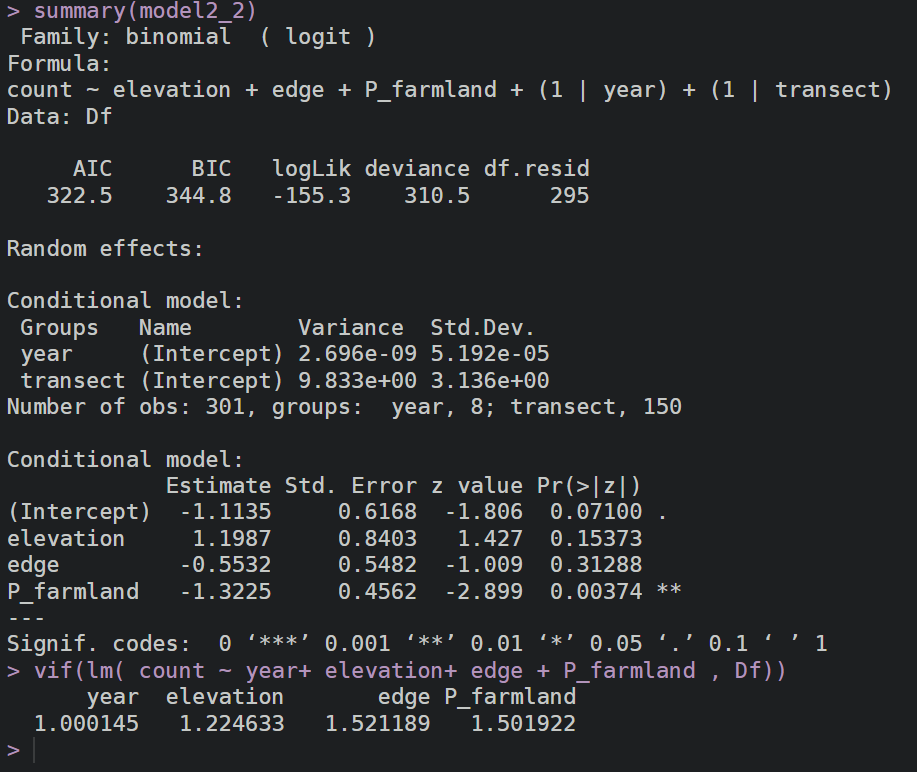 > summary(model2_2)
 Family: binomial  ( logit )
Formula:
count ~ elevation + edge + P_farmland + (1 | year) + (1 | transect)
Data: Df

     AIC      BIC   logLik deviance df.resid
   322.5    344.8   -155.3    310.5      295

Random effects:

Conditional model:
 Groups   Name        Variance  Std.Dev.
 year     (Intercept) 2.696e-09 5.192e-05
 transect (Intercept) 9.833e+00 3.136e+00
Number of obs: 301, groups:  year, 8; transect, 150

Conditional model:
            Estimate Std. Error z value Pr(>|z|)
(Intercept)  -1.1135     0.6168  -1.806  0.07100 .
elevation     1.1987     0.8403   1.427  0.15373
edge         -0.5532     0.5482  -1.009  0.31288
P_farmland   -1.3225     0.4562  -2.899  0.00374 **
---
Signif. codes:  0 ‘***’ 0.001 ‘**’ 0.01 ‘*’ 0.05 ‘.’ 0.1 ‘ ’ 1
> vif(lm( count ~ year+ elevation+ edge + P_farmland , Df))
      year  elevation       edge P_farmland
  1.000145   1.224633   1.521189   1.501922
>